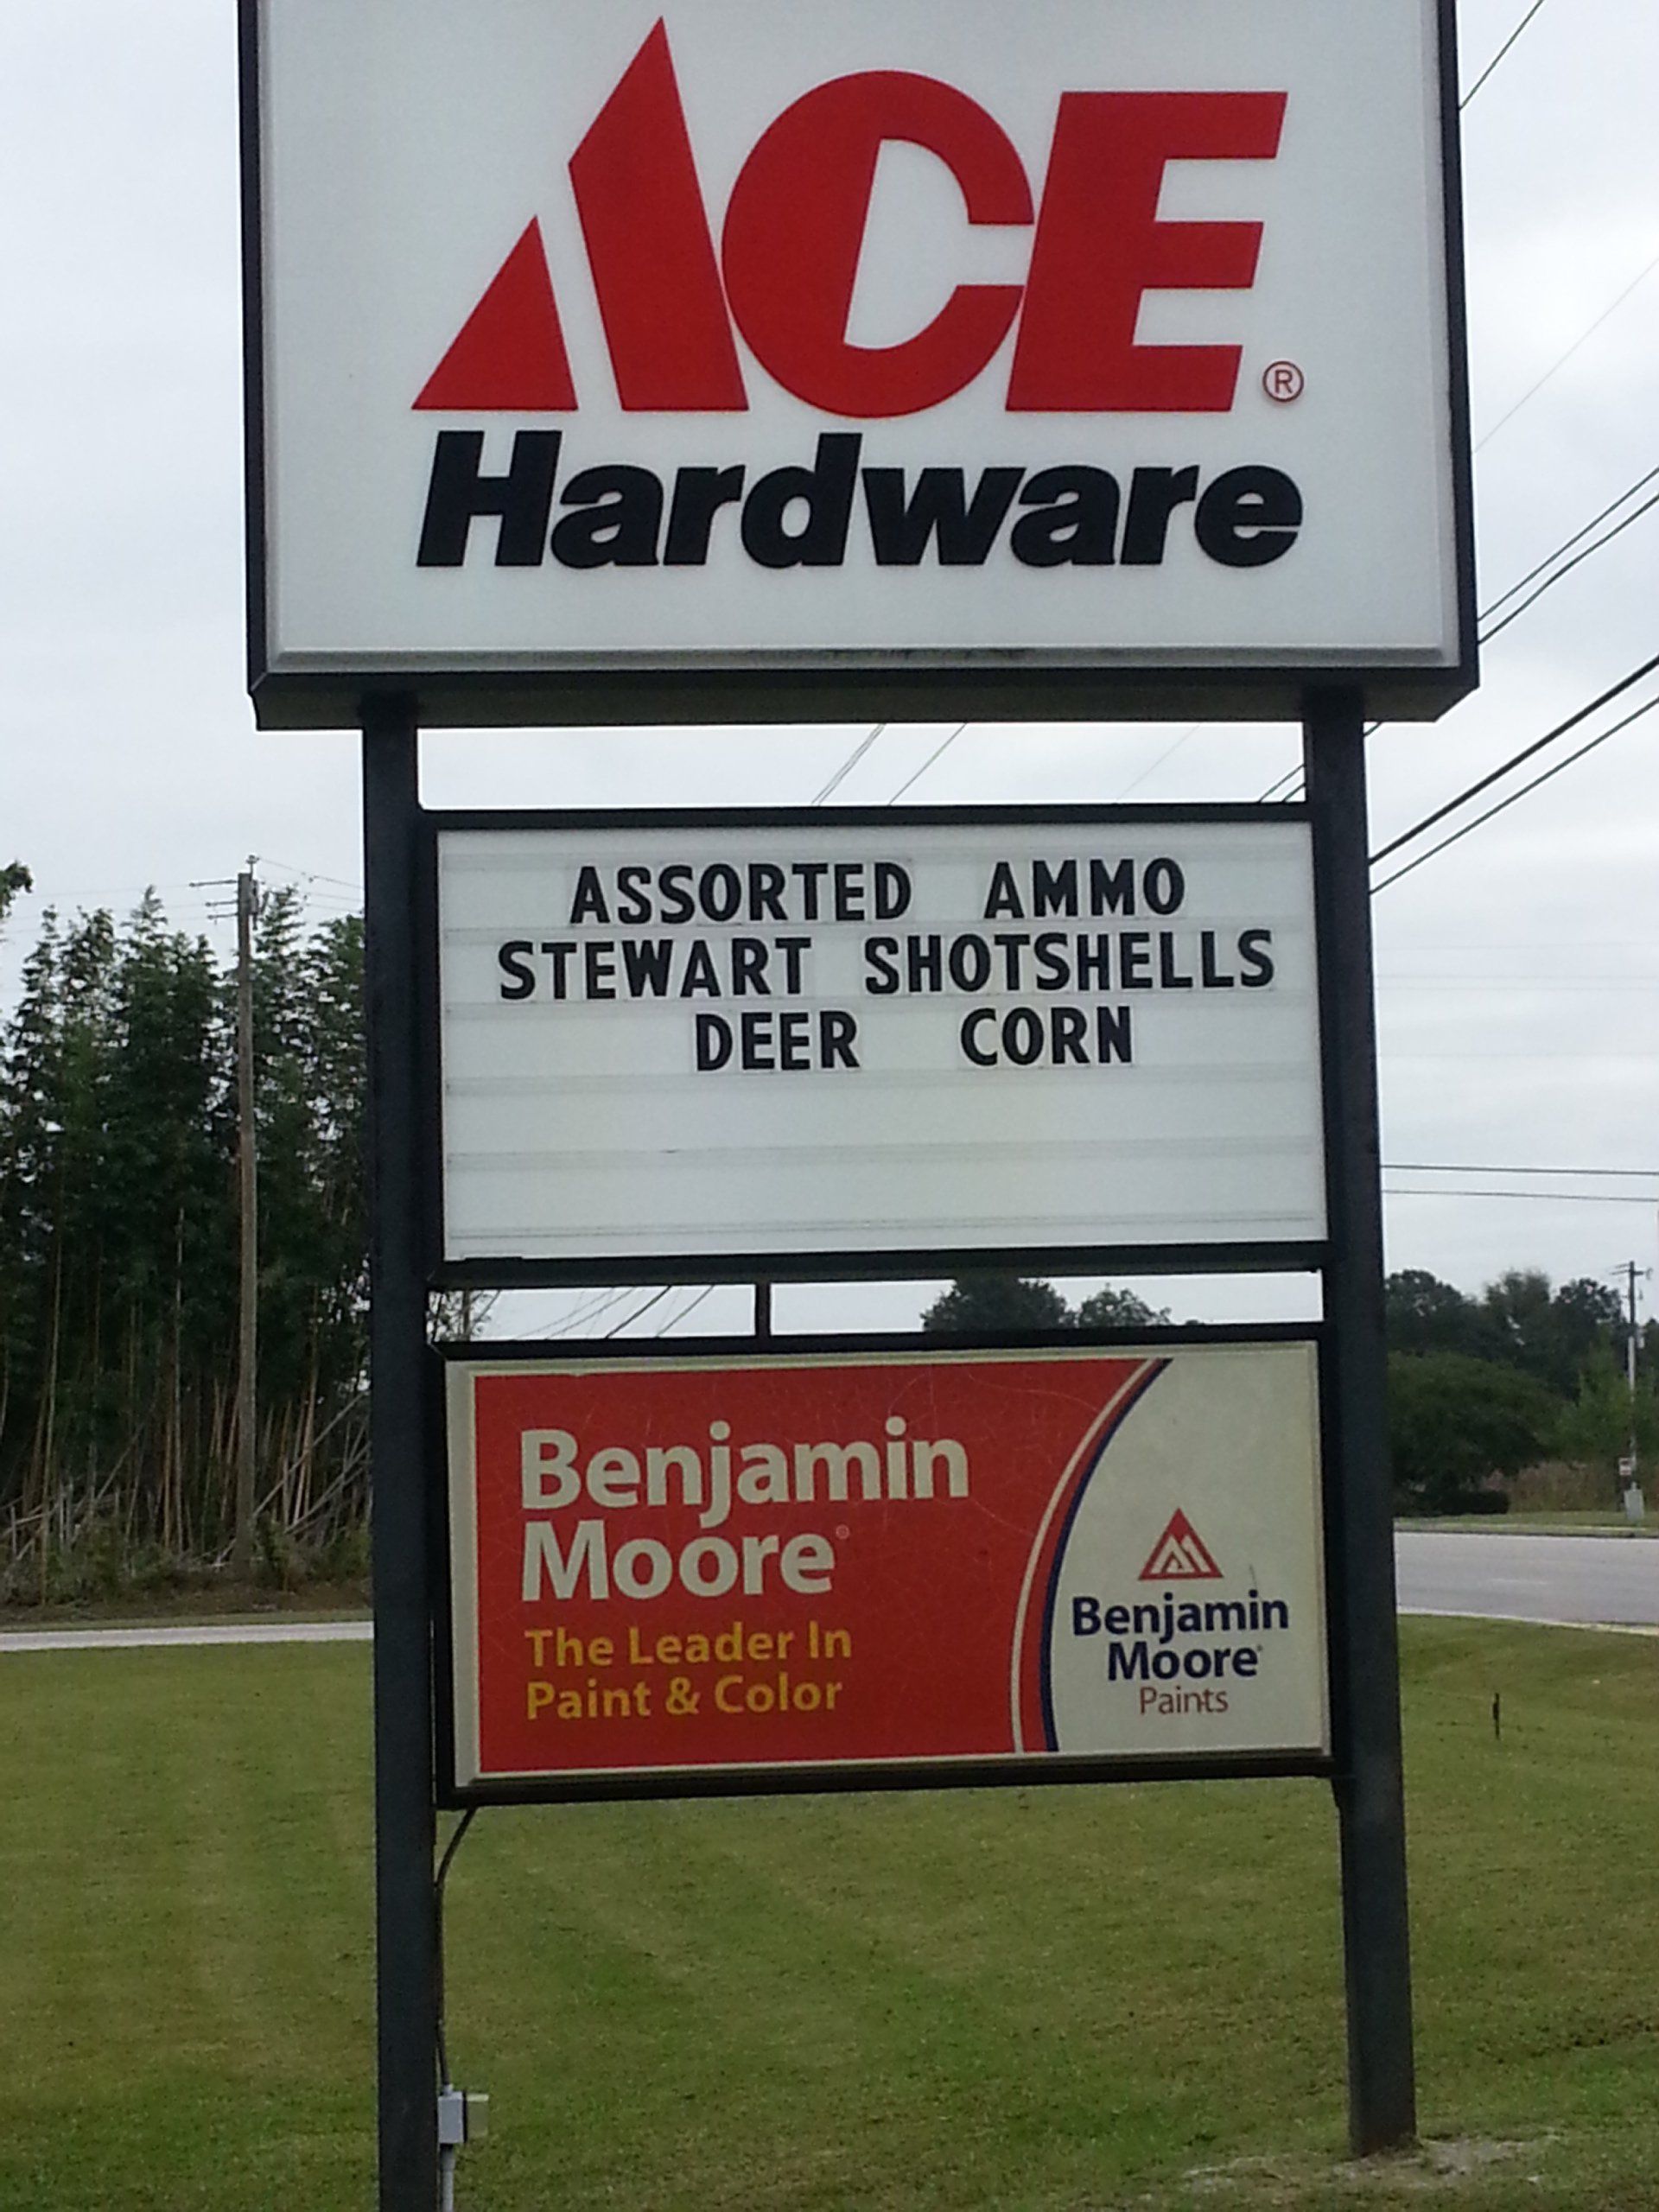 ACE®
Hardware
ASSORTED AMMO
STEWART SHOTSHELLS
DEER CORN
Benjamin
Moore®
The Leader In
Paint & Color
Benjamin
Moore
Paints